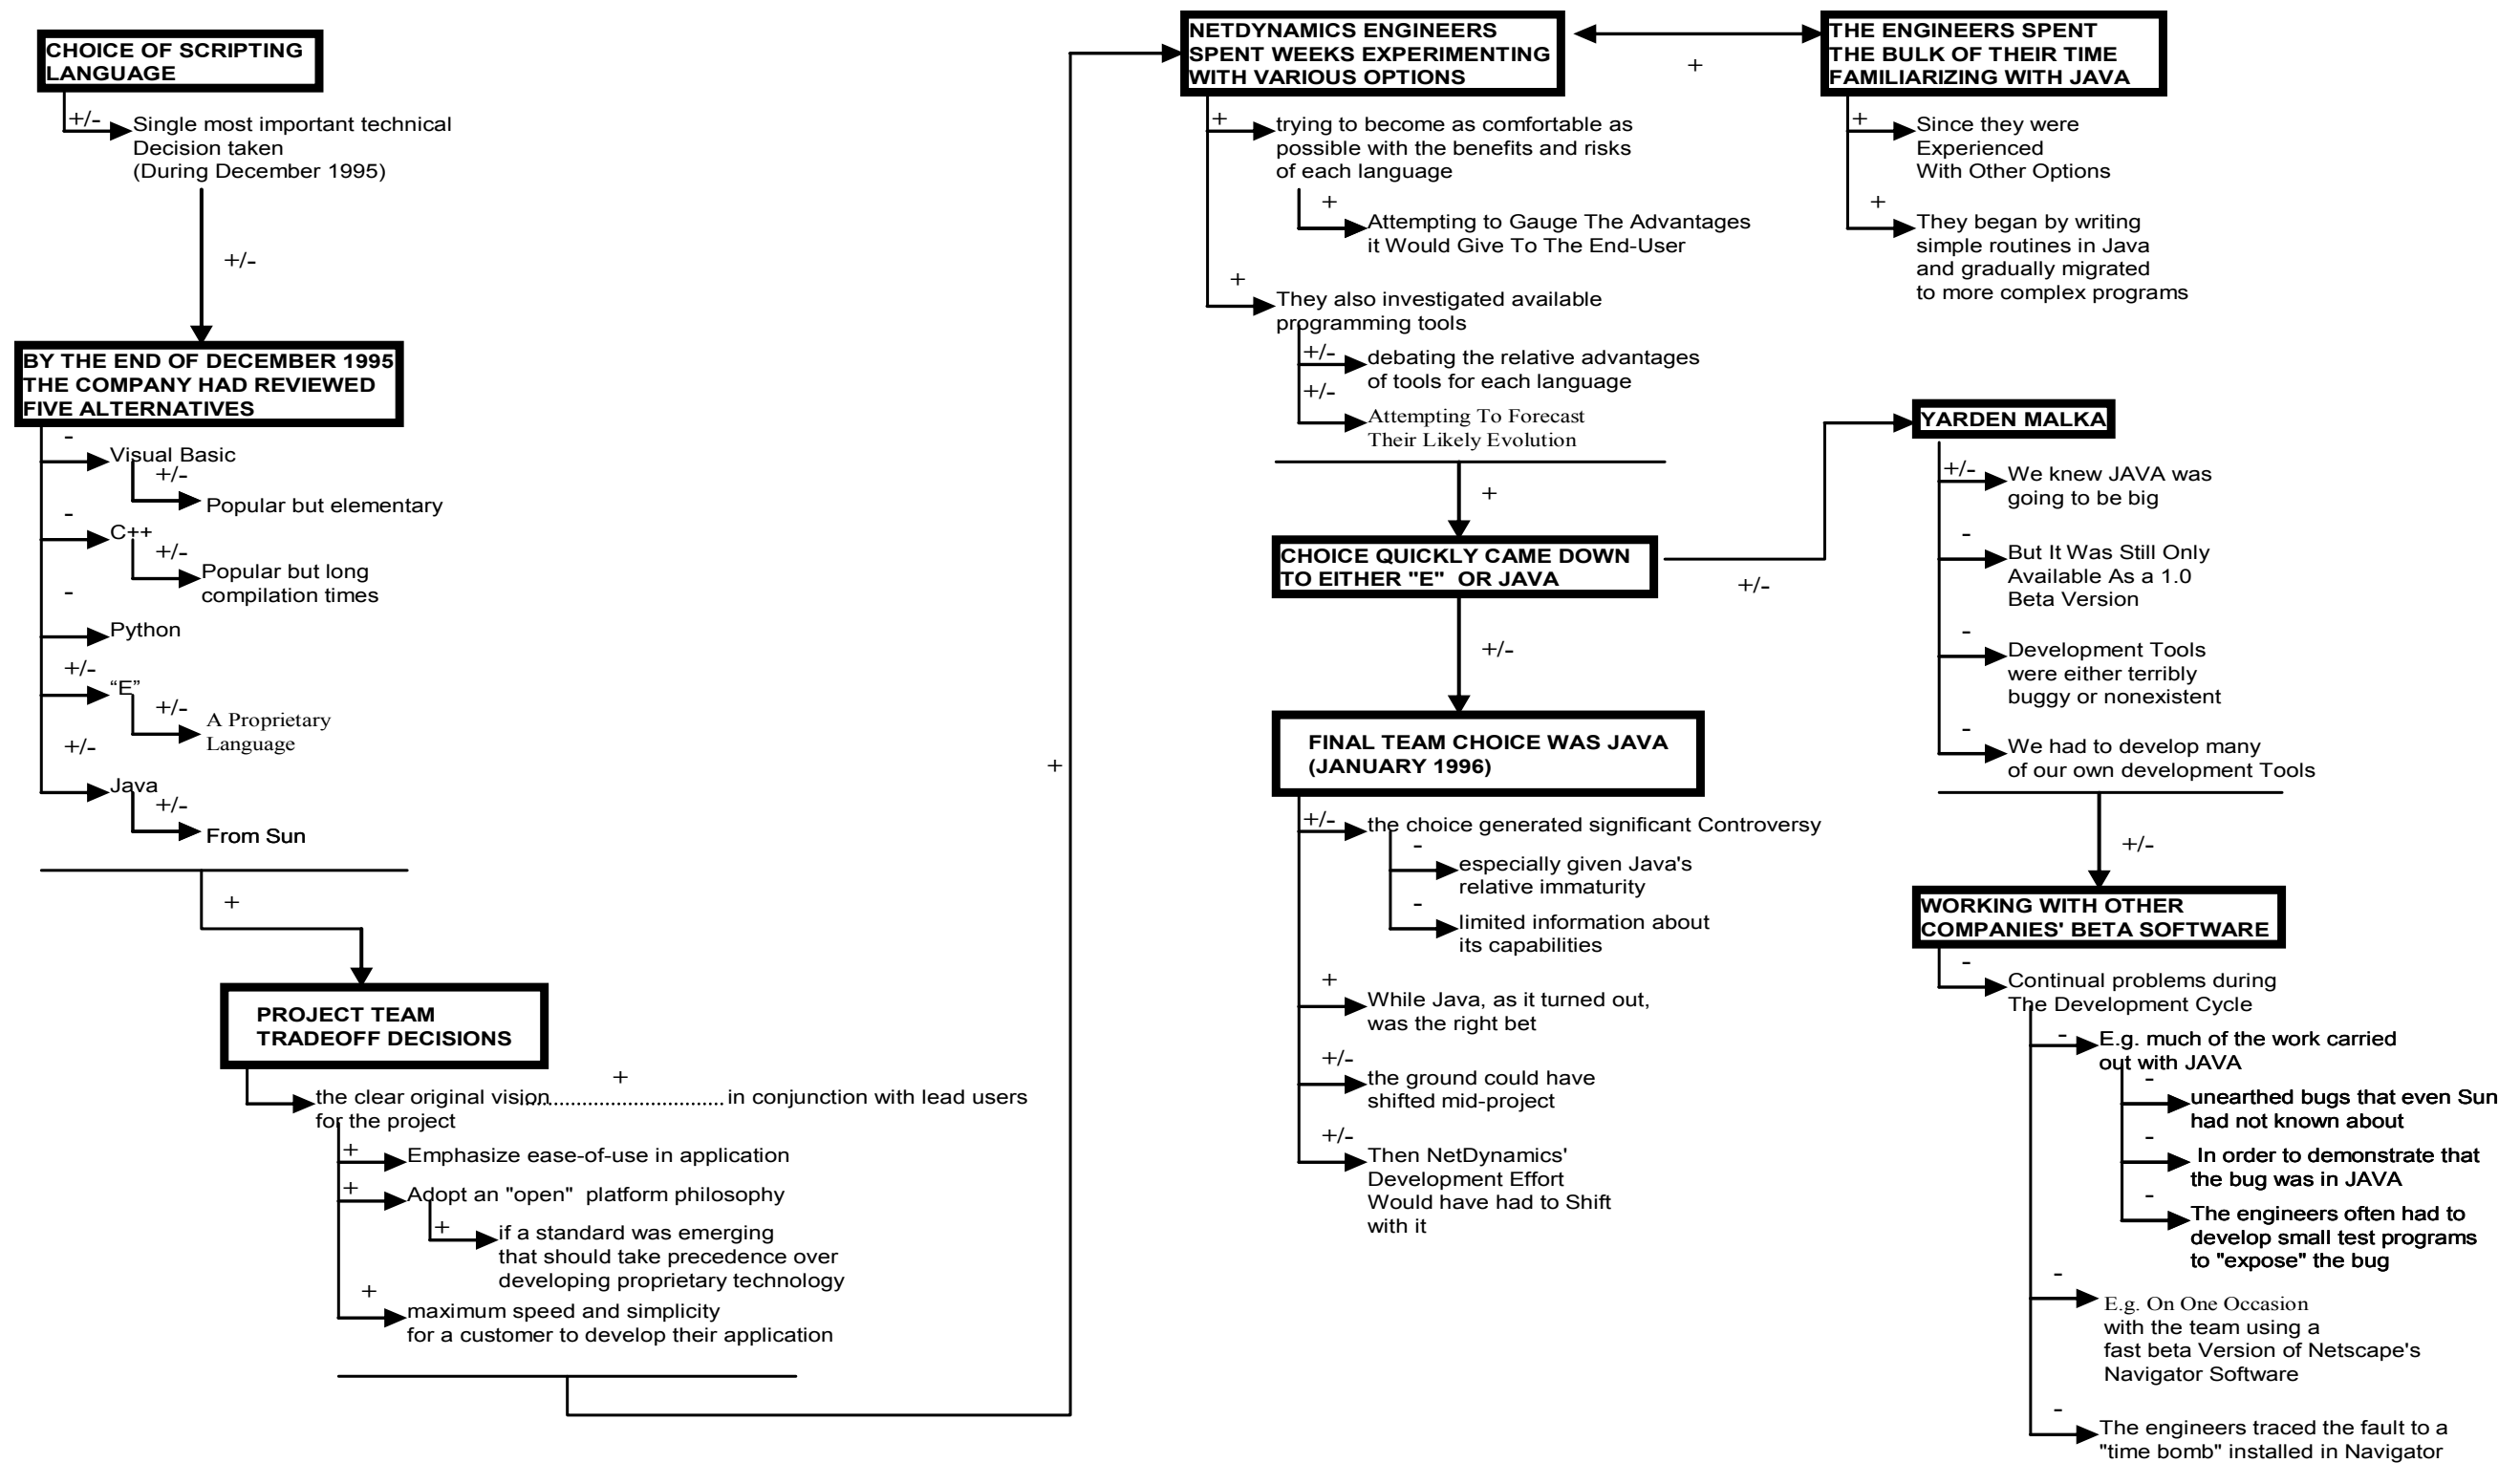 CHOICE OF SCRIPTING
LANGUAGE
+/-
Single most important technical
Decision taken
(During December 1995)
+/-
BY THE END OF DECEMBER 1995
THE COMPANY HAD REVIEWED
FIVE ALTERNATIVES
-
Visual Basic
+/-
Popular but elementary
-
C++
+/-
Popular but long
compilation times
-
Python
+/-
“E”
+/-
A Proprietary
Language
+/-
Java
+/-
From Sun
+
PROJECT TEAM
TRADEOFF DECISIONS
+
the clear original vision.................................. in conjunction with lead users
for the project
+
Emphasize ease-of-use in application
+
Adopt an "open" platform philosophy
+
if a standard was emerging
that should take precedence over
developing proprietary technology
+
maximum speed and simplicity
for a customer to develop their application
+
NETDYNAMICS ENGINEERS
SPENT WEEKS EXPERIMENTING
WITH VARIOUS OPTIONS
+
trying to become as comfortable as
possible with the benefits and risks
of each language
+
Attempting to Gauge The Advantages
it Would Give To The End-User
+
They also investigated available
programming tools
+/-
debating the relative advantages
of tools for each language
+/-
Attempting To Forecast
Their Likely Evolution
+
CHOICE QUICKLY CAME DOWN
TO EITHER "E" OR JAVA
+/-
+/-
FINAL TEAM CHOICE WAS JAVA
(JANUARY 1996)
+/-
the choice generated significant Controversy
-
especially given Java's
relative immaturity
-
limited information about
its capabilities
+
While Java, as it turned out,
was the right bet
+/-
the ground could have
shifted mid-project
+/-
Then NetDynamics'
Development Effort
Would have had to Shift
with it
+
THE ENGINEERS SPENT
THE BULK OF THEIR TIME
FAMILIARIZING WITH JAVA
+
Since they were
Experienced
With Other Options
+
They began by writing
simple routines in Java
and gradually migrated
to more complex programs
YARDEN MALKA
+/-
We knew JAVA was
going to be big
-
But It Was Still Only
Available As a 1.0
Beta Version
-
Development Tools
were either terribly
buggy or nonexistent
-
We had to develop many
of our own development Tools
+/-
WORKING WITH OTHER
COMPANIES' BETA SOFTWARE
-
Continual problems during
The Development Cycle
-
E.g. much of the work carried
out with JAVA
-
unearthed bugs that even Sun
had not known about
-
In order to demonstrate that
the bug was in JAVA
-
The engineers often had to
develop small test programs
to "expose" the bug
-
E.g. On One Occasion
with the team using a
fast beta Version of Netscape's
Navigator Software
-
The engineers traced the fault to a
"time bomb" installed in Navigator